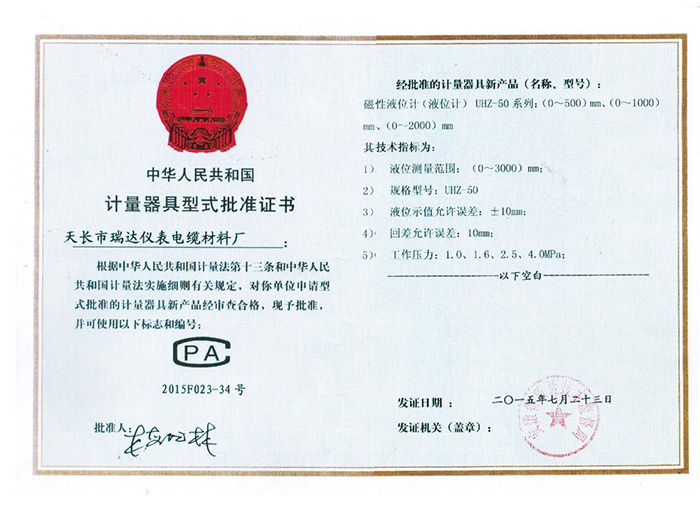 中华人民共和国
计量器具型式批准证书
天长市瑞达仪表电缆材料厂：
根据中华人民共和国计量法第十三条和中华人民
共和国计量法实施细则有关规定，对你单位申请型
式批准的计量器具新产品经审查合格，现予批准，
并可使用以下标志和编号：
CPA
2015F023-34 号
批准人：
经批准的计量器具新产品（名称、型号）：
磁性液位计（液位计） UHZ-50 系列：(0～500) mm、(0～1000)
mm、(0～2000) mm
其技术指标为：
1） 液位测量范围： (0～3000) mm；
2） 规格型号：UHZ-50
3） 液位示值允许误差：±10mm；
4） 回差允许误差：10mm；
5） 工作压力：1.0、1.6、2.5、4.0MPa；
以下空白
发证日期： 二〇一五年七月二十三日
发证机关（盖章）：